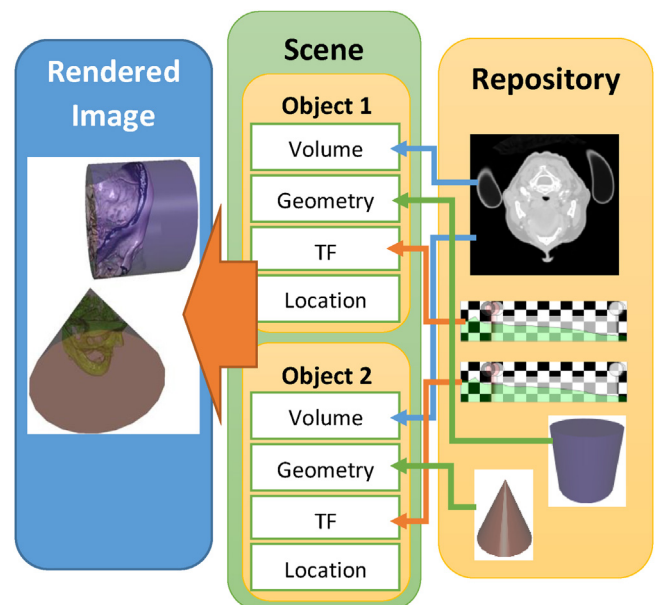 Rendered
Image
Scene
Object 1
Volume
Geometry
TF
Location
Object 2
Volume
Geometry
TF
Location
Repository